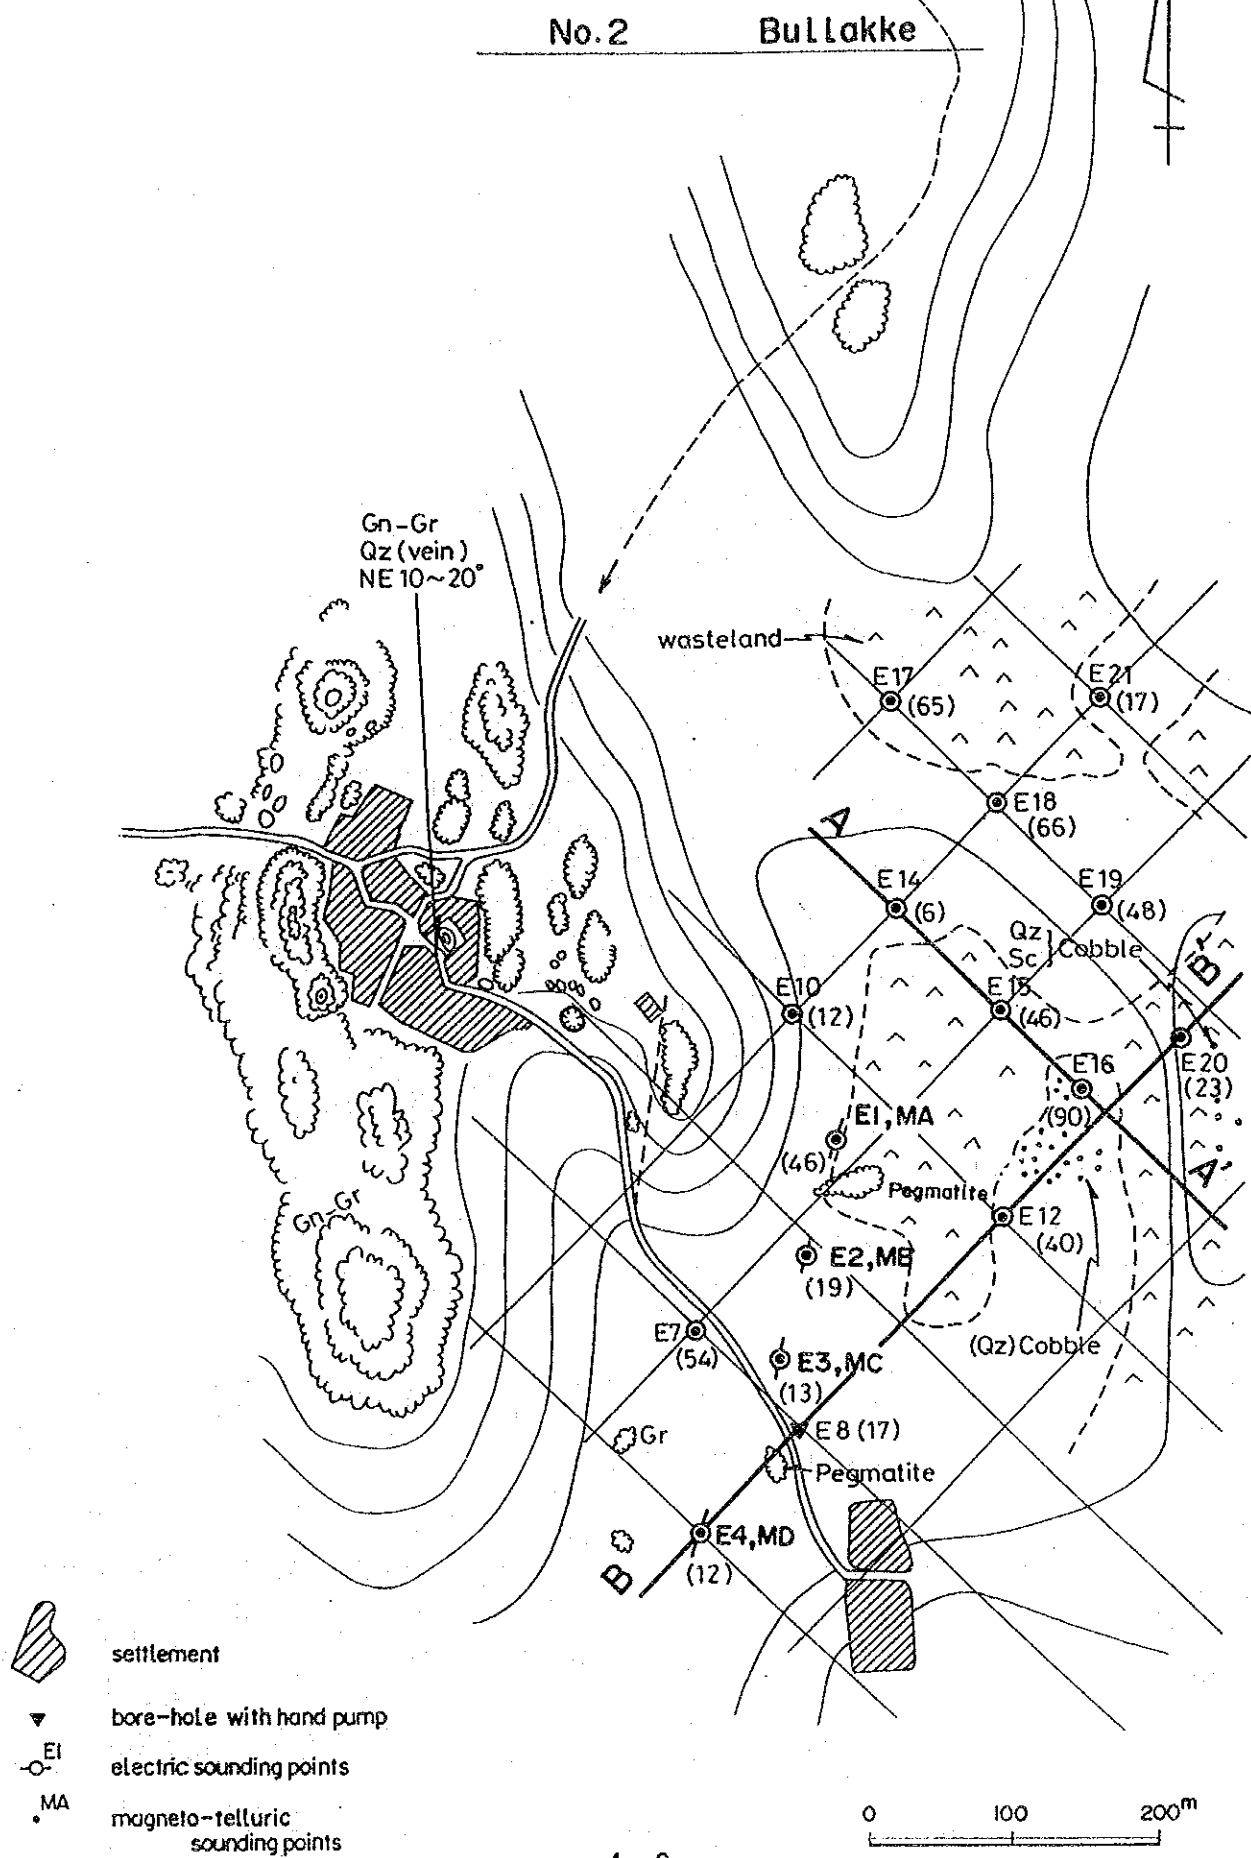 No.2 Bullakke
Gn-Gr
Qz (vein)
NE 10~20°
wasteland
E17
(65)
E21
(17)
E18
(66)
A
E14
(6)
E19
(48)
Qz
Sc } Cobble
B'
E10
(12)
E15
(46)
E16
(90)
E20
(23)
E1, MA
(46)
Pegmatite
A'
Gn-Gr
E12
(40)
E2, MB
(19)
E7
(54)
E3, MC
(13)
(Qz) Cobble
E8 (17)
Gr
Pegmatite
E4, MD
(12)
B
settlement
bore-hole with hand pump
E1
electric sounding points
MA
magneto-telluric
sounding points
0 100 200m